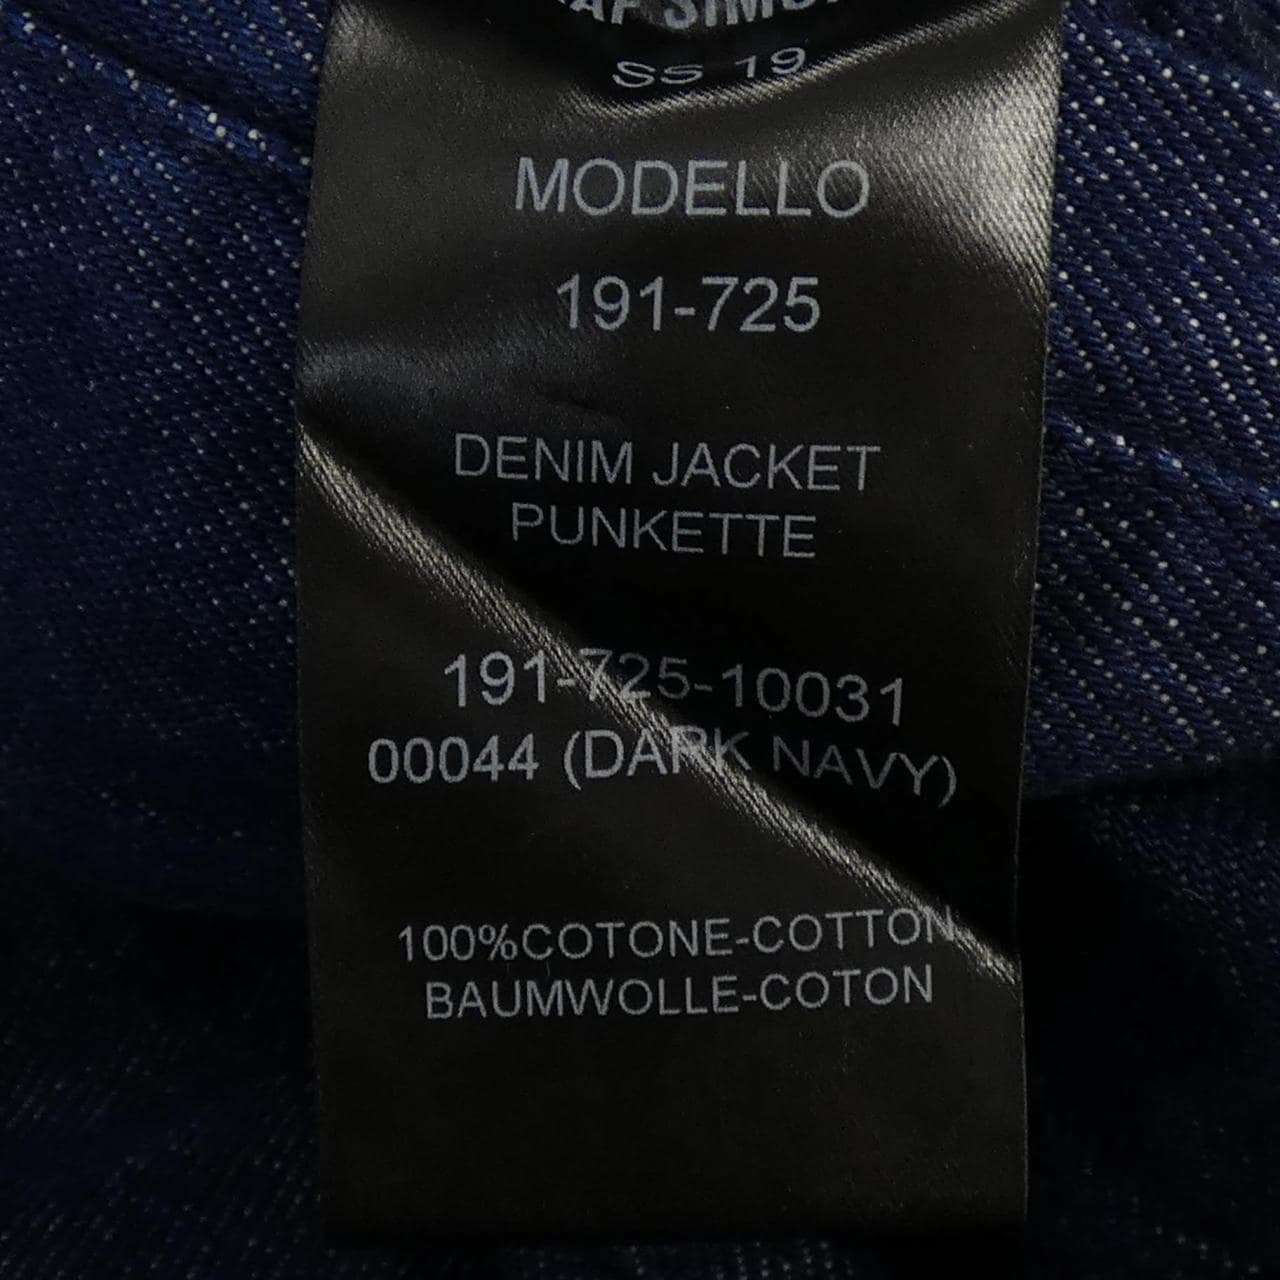 SS 19
MODELLO
191-725
DENIM JACKET
PUNKETTE
191-725-10031
00044 (DARK NAVY)
100%COTONE-COTTON
BAUMWOLLE-COTON